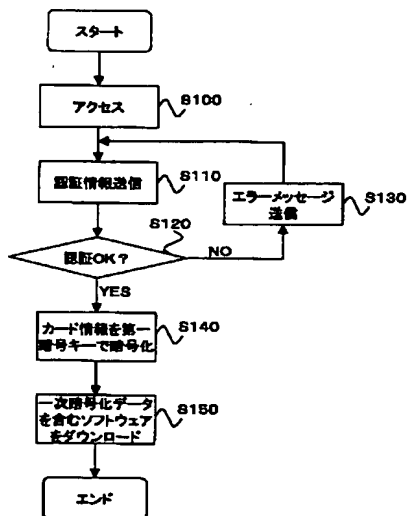 スタート
アクセス
S100
認証情報送信
S110
エラーメッセージ
送信
S130
S120
認証OK?
NO
YES
カード情報を第一
暗号キーで暗号化
S140
一次暗号化データ
を含むソフトウェア
をダウンロード
S150
エンド